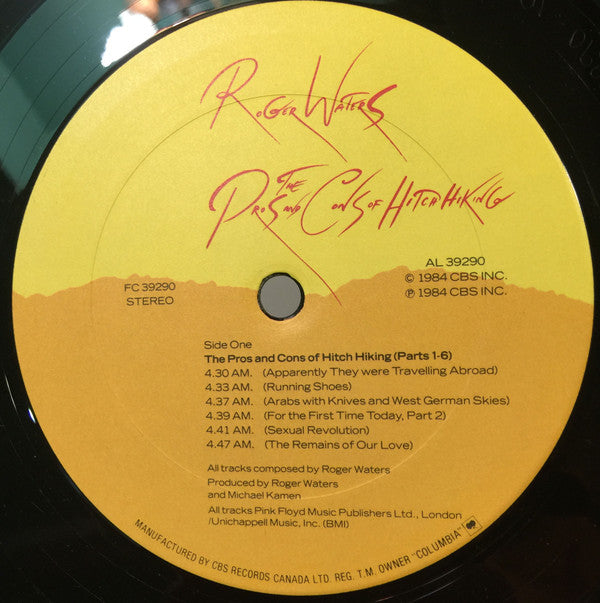 Roger Waters
The
Pros and Cons of Hitch Hiking
FC 39290
STEREO
AL 39290
© 1984 CBS INC.
℗ 1984 CBS INC.
Side One
The Pros and Cons of Hitch Hiking (Parts 1-6)
4.30 AM. (Apparently They were Travelling Abroad)
4.33 AM. (Running Shoes)
4.37 AM. (Arabs with Knives and West German Skies)
4.39 AM. (For the First Time Today, Part 2)
4.41 AM. (Sexual Revolution)
4.47 AM. (The Remains of Our Love)
All tracks composed by Roger Waters
Produced by Roger Waters
and Michael Kamen
All tracks Pink Floyd Music Publishers Ltd., London
/Unichappell Music, Inc. (BMI)
MANUFACTURED BY CBS RECORDS CANADA LTD. REG. T.M. OWNER "COLUMBIA"